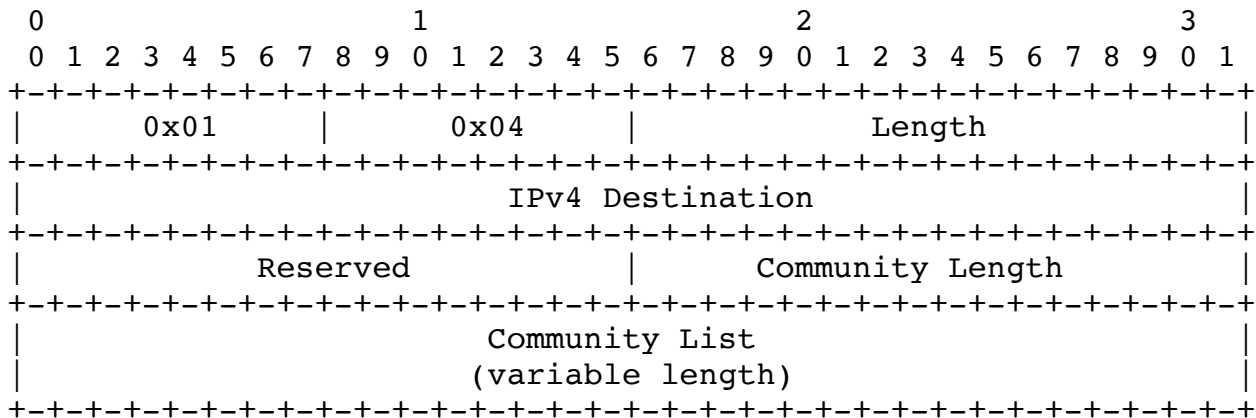 0                   1                   2                   3
 0 1 2 3 4 5 6 7 8 9 0 1 2 3 4 5 6 7 8 9 0 1 2 3 4 5 6 7 8 9 0 1
+-+-+-+-+-+-+-+-+-+-+-+-+-+-+-+-+-+-+-+-+-+-+-+-+-+-+-+-+-+-+-+-+
|      0x01     |      0x04     |            Length             |
+-+-+-+-+-+-+-+-+-+-+-+-+-+-+-+-+-+-+-+-+-+-+-+-+-+-+-+-+-+-+-+-+
|                         IPv4 Destination                      |
+-+-+-+-+-+-+-+-+-+-+-+-+-+-+-+-+-+-+-+-+-+-+-+-+-+-+-+-+-+-+-+-+
|            Reserved           |      Community Length         |
+-+-+-+-+-+-+-+-+-+-+-+-+-+-+-+-+-+-+-+-+-+-+-+-+-+-+-+-+-+-+-+-+
|                        Community List                         |
|                       (variable length)                       |
+-+-+-+-+-+-+-+-+-+-+-+-+-+-+-+-+-+-+-+-+-+-+-+-+-+-+-+-+-+-+-+-+